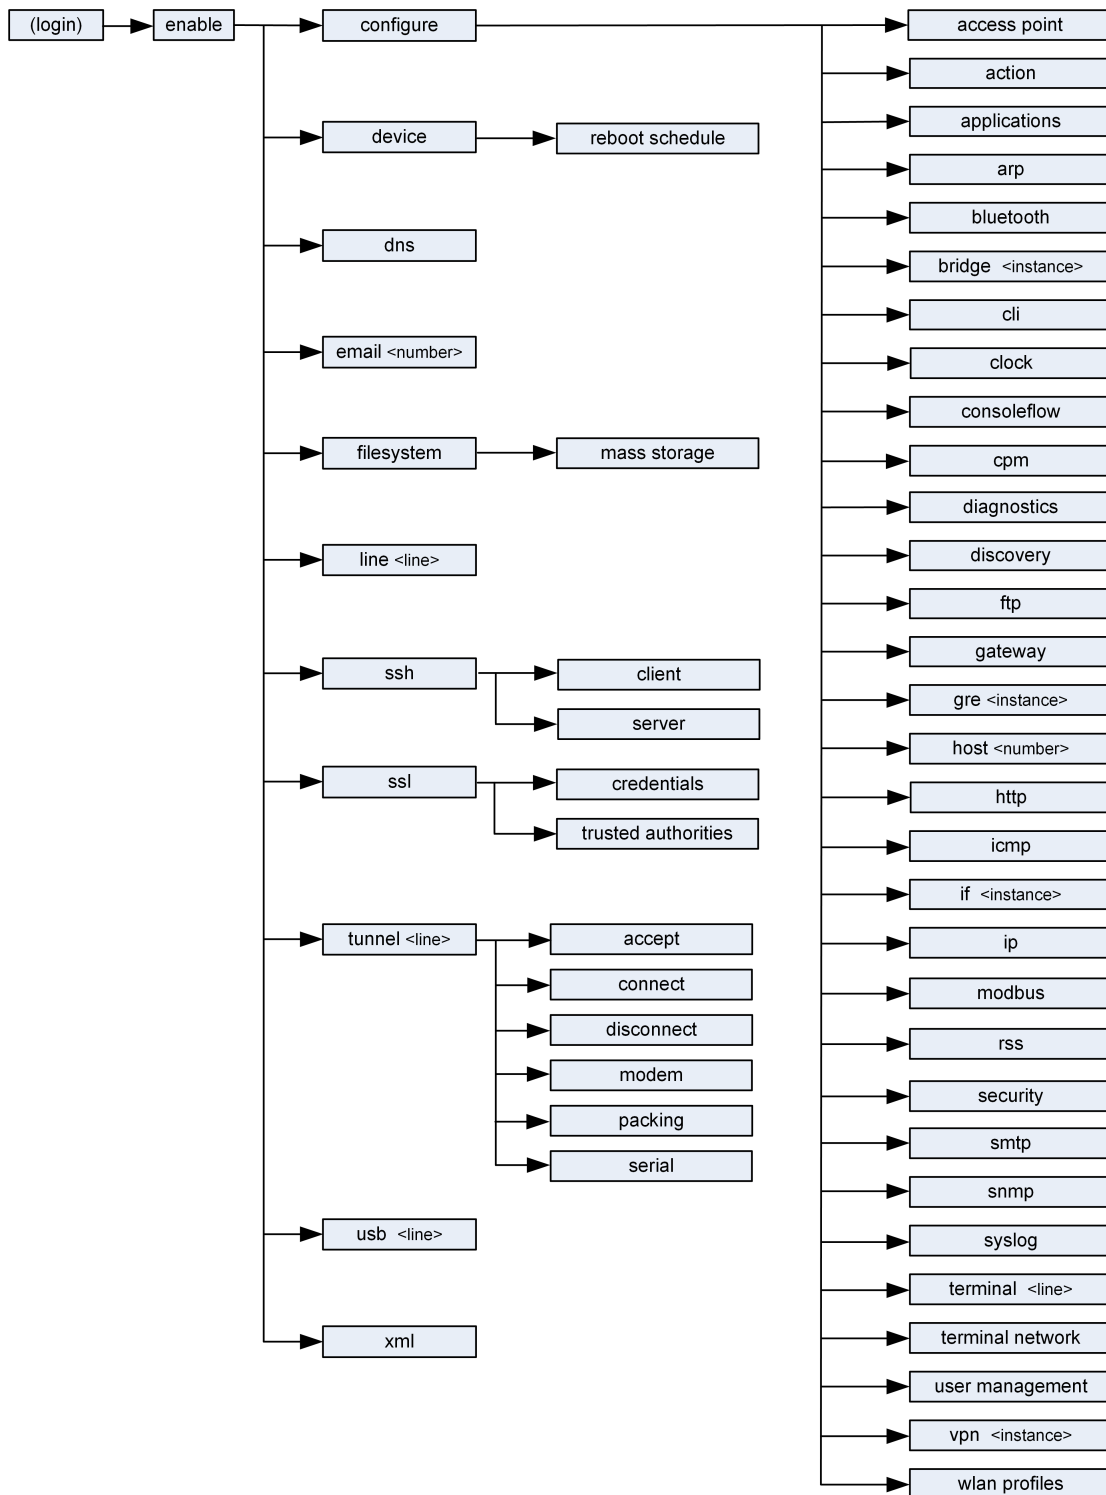 (login)
enable
configure
device
reboot schedule
dns
email <number>
filesystem
mass storage
line <line>
ssh
client
server
ssl
credentials
trusted authorities
tunnel <line>
accept
connect
disconnect
modem
packing
serial
usb <line>
xml
access point
action
applications
arp
bluetooth
bridge <instance>
cli
clock
consoleflow
cpm
diagnostics
discovery
ftp
gateway
gre <instance>
host <number>
http
icmp
if <instance>
ip
modbus
rss
security
smtp
snmp
syslog
terminal <line>
terminal network
user management
vpn <instance>
wlan profiles